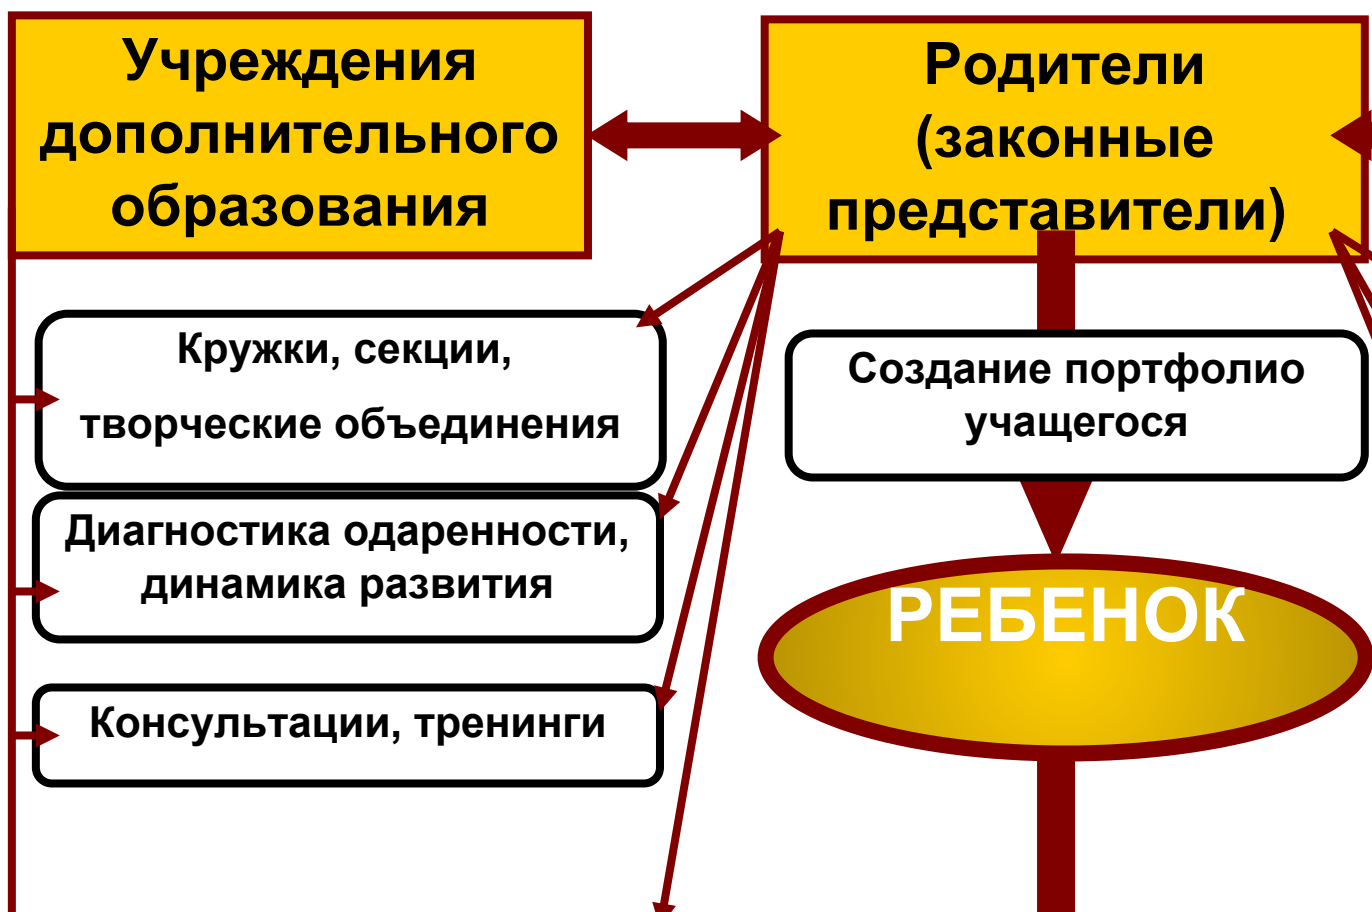 Учреждения
дополнительного
образования
Родители
(законные
представители)
Кружки, секции,
творческие объединения
Создание портфолио
учащегося
Диагностика одаренности,
динамика развития
РЕБЕНОК
Консультации, тренинги